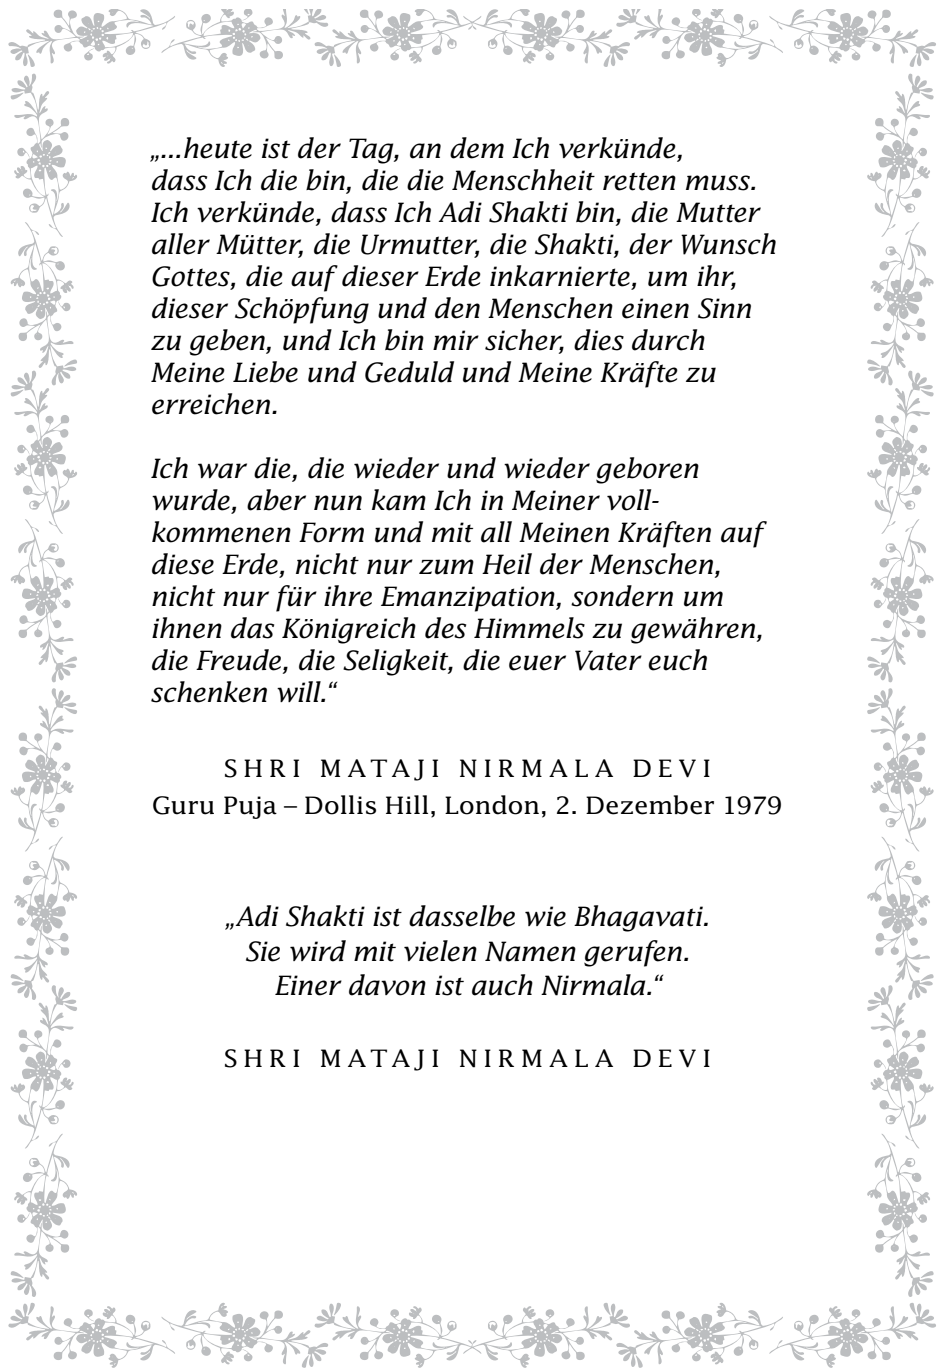 „...heute ist der Tag, an dem Ich verkünde,
dass Ich die bin, die die Menschheit retten muss.
Ich verkünde, dass Ich Adi Shakti bin, die Mutter
aller Mütter, die Urmutter, die Shakti, der Wunsch
Gottes, die auf dieser Erde inkarnierte, um ihr,
dieser Schöpfung und den Menschen einen Sinn
zu geben, und Ich bin mir sicher, dies durch
Meine Liebe und Geduld und Meine Kräfte zu
erreichen.
Ich war die, die wieder und wieder geboren
wurde, aber nun kam Ich in Meiner voll-
kommenen Form und mit all Meinen Kräften auf
diese Erde, nicht nur zum Heil der Menschen,
nicht nur für ihre Emanzipation, sondern um
ihnen das Königreich des Himmels zu gewähren,
die Freude, die Seligkeit, die euer Vater euch
schenken will.“
SHRI MATAJI NIRMALA DEVI
Guru Puja – Dollis Hill, London, 2. Dezember 1979
„Adi Shakti ist dasselbe wie Bhagavati.
Sie wird mit vielen Namen gerufen.
Einer davon ist auch Nirmala.“
SHRI MATAJI NIRMALA DEVI